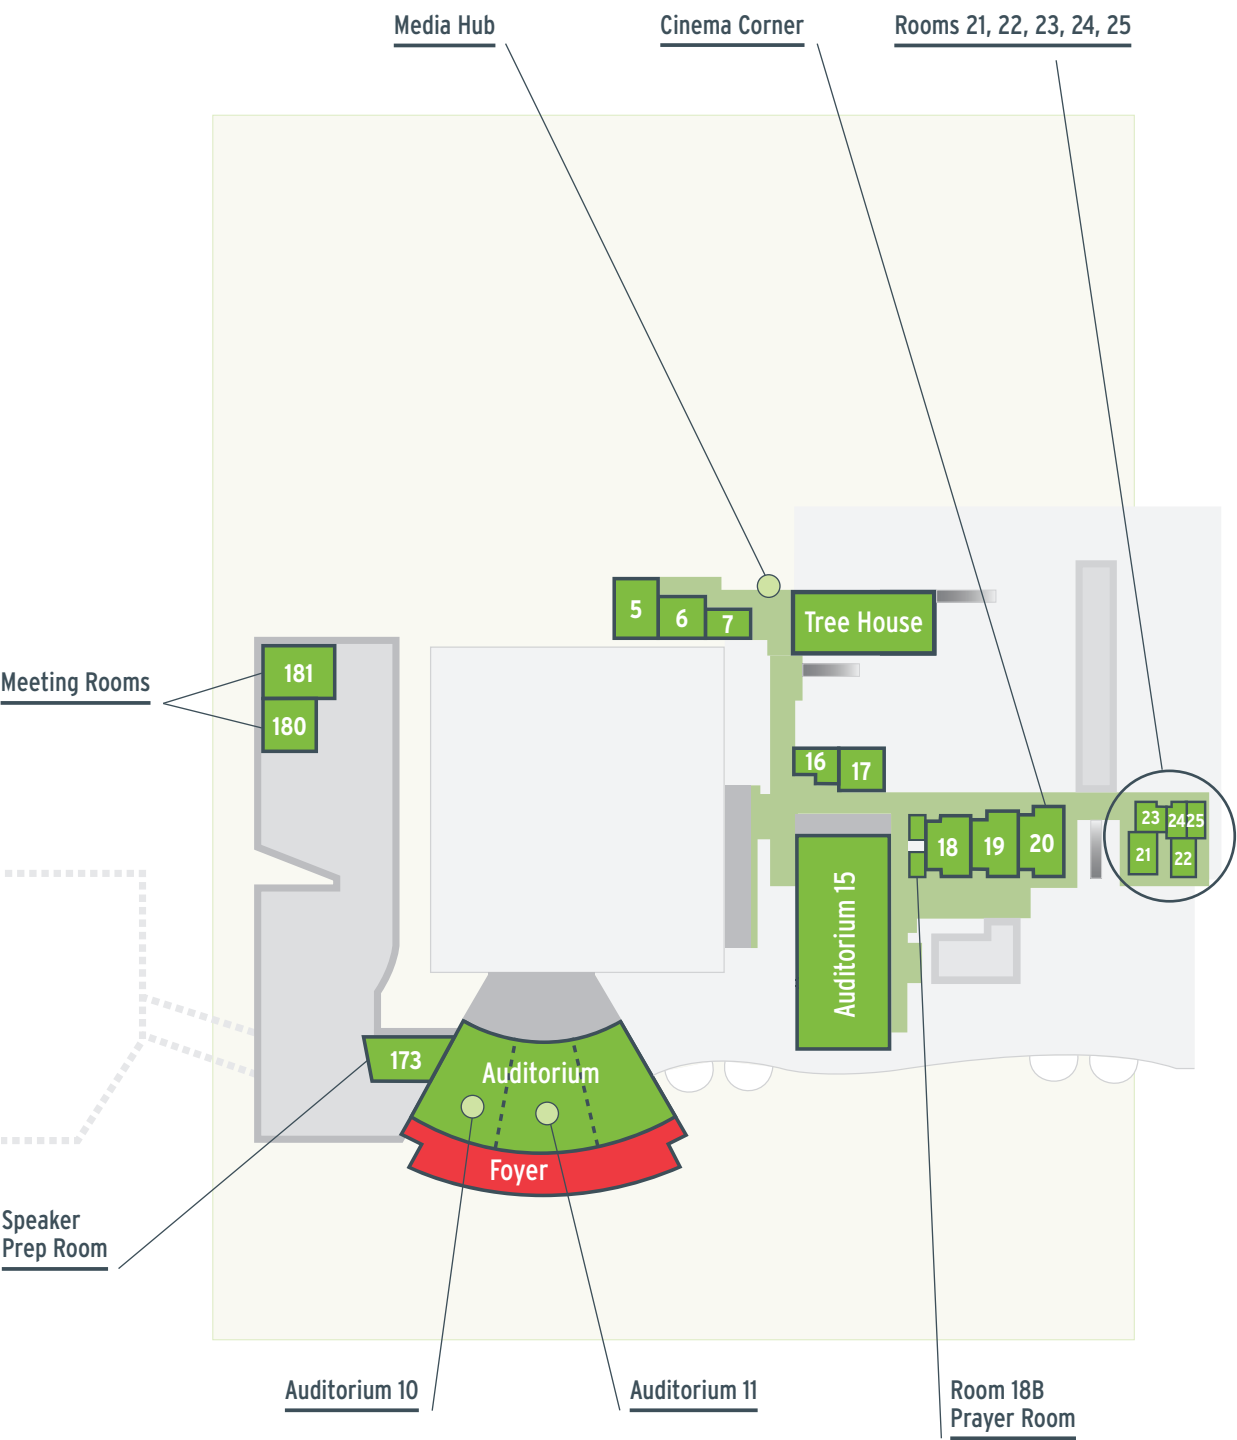 Media Hub
Cinema Corner
Rooms 21, 22, 23, 24, 25
5
6
7
Tree House
Meeting Rooms
181
180
16
17
18
19
20
23
24
25
21
22
Auditorium 15
173
Auditorium
Foyer
Speaker
Prep Room
Auditorium 10
Auditorium 11
Room 18B
Prayer Room